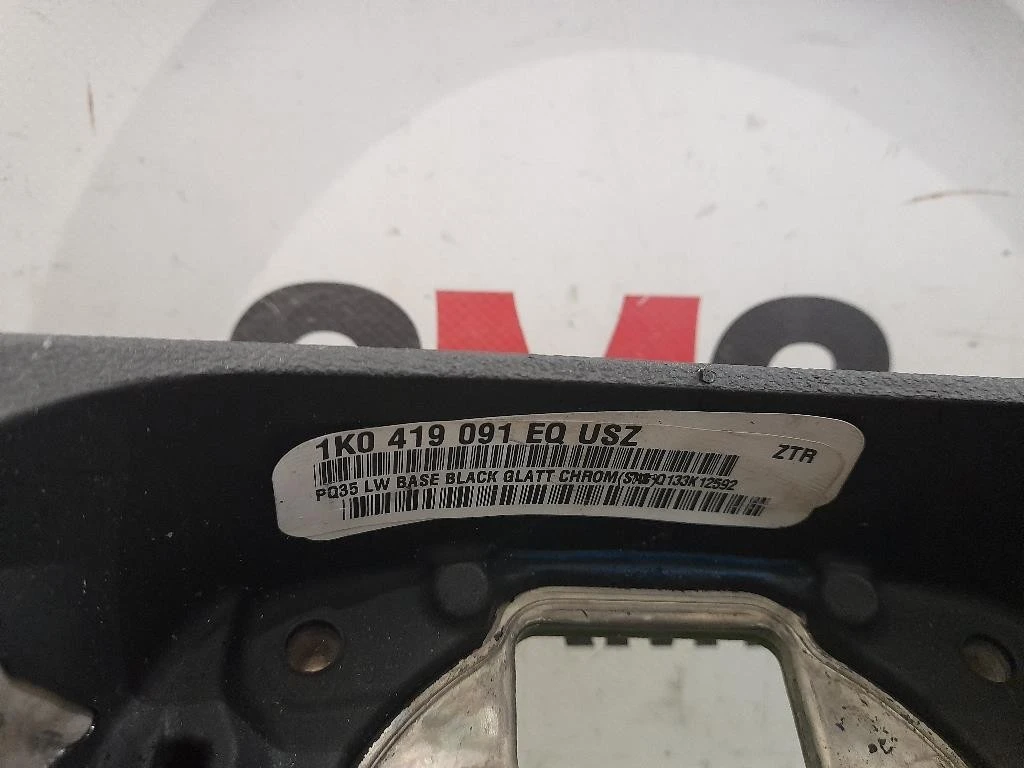 1K0 419 091 EQ USZ
ZTR
PQ35 LW BASE BLACK GLATT CHROM